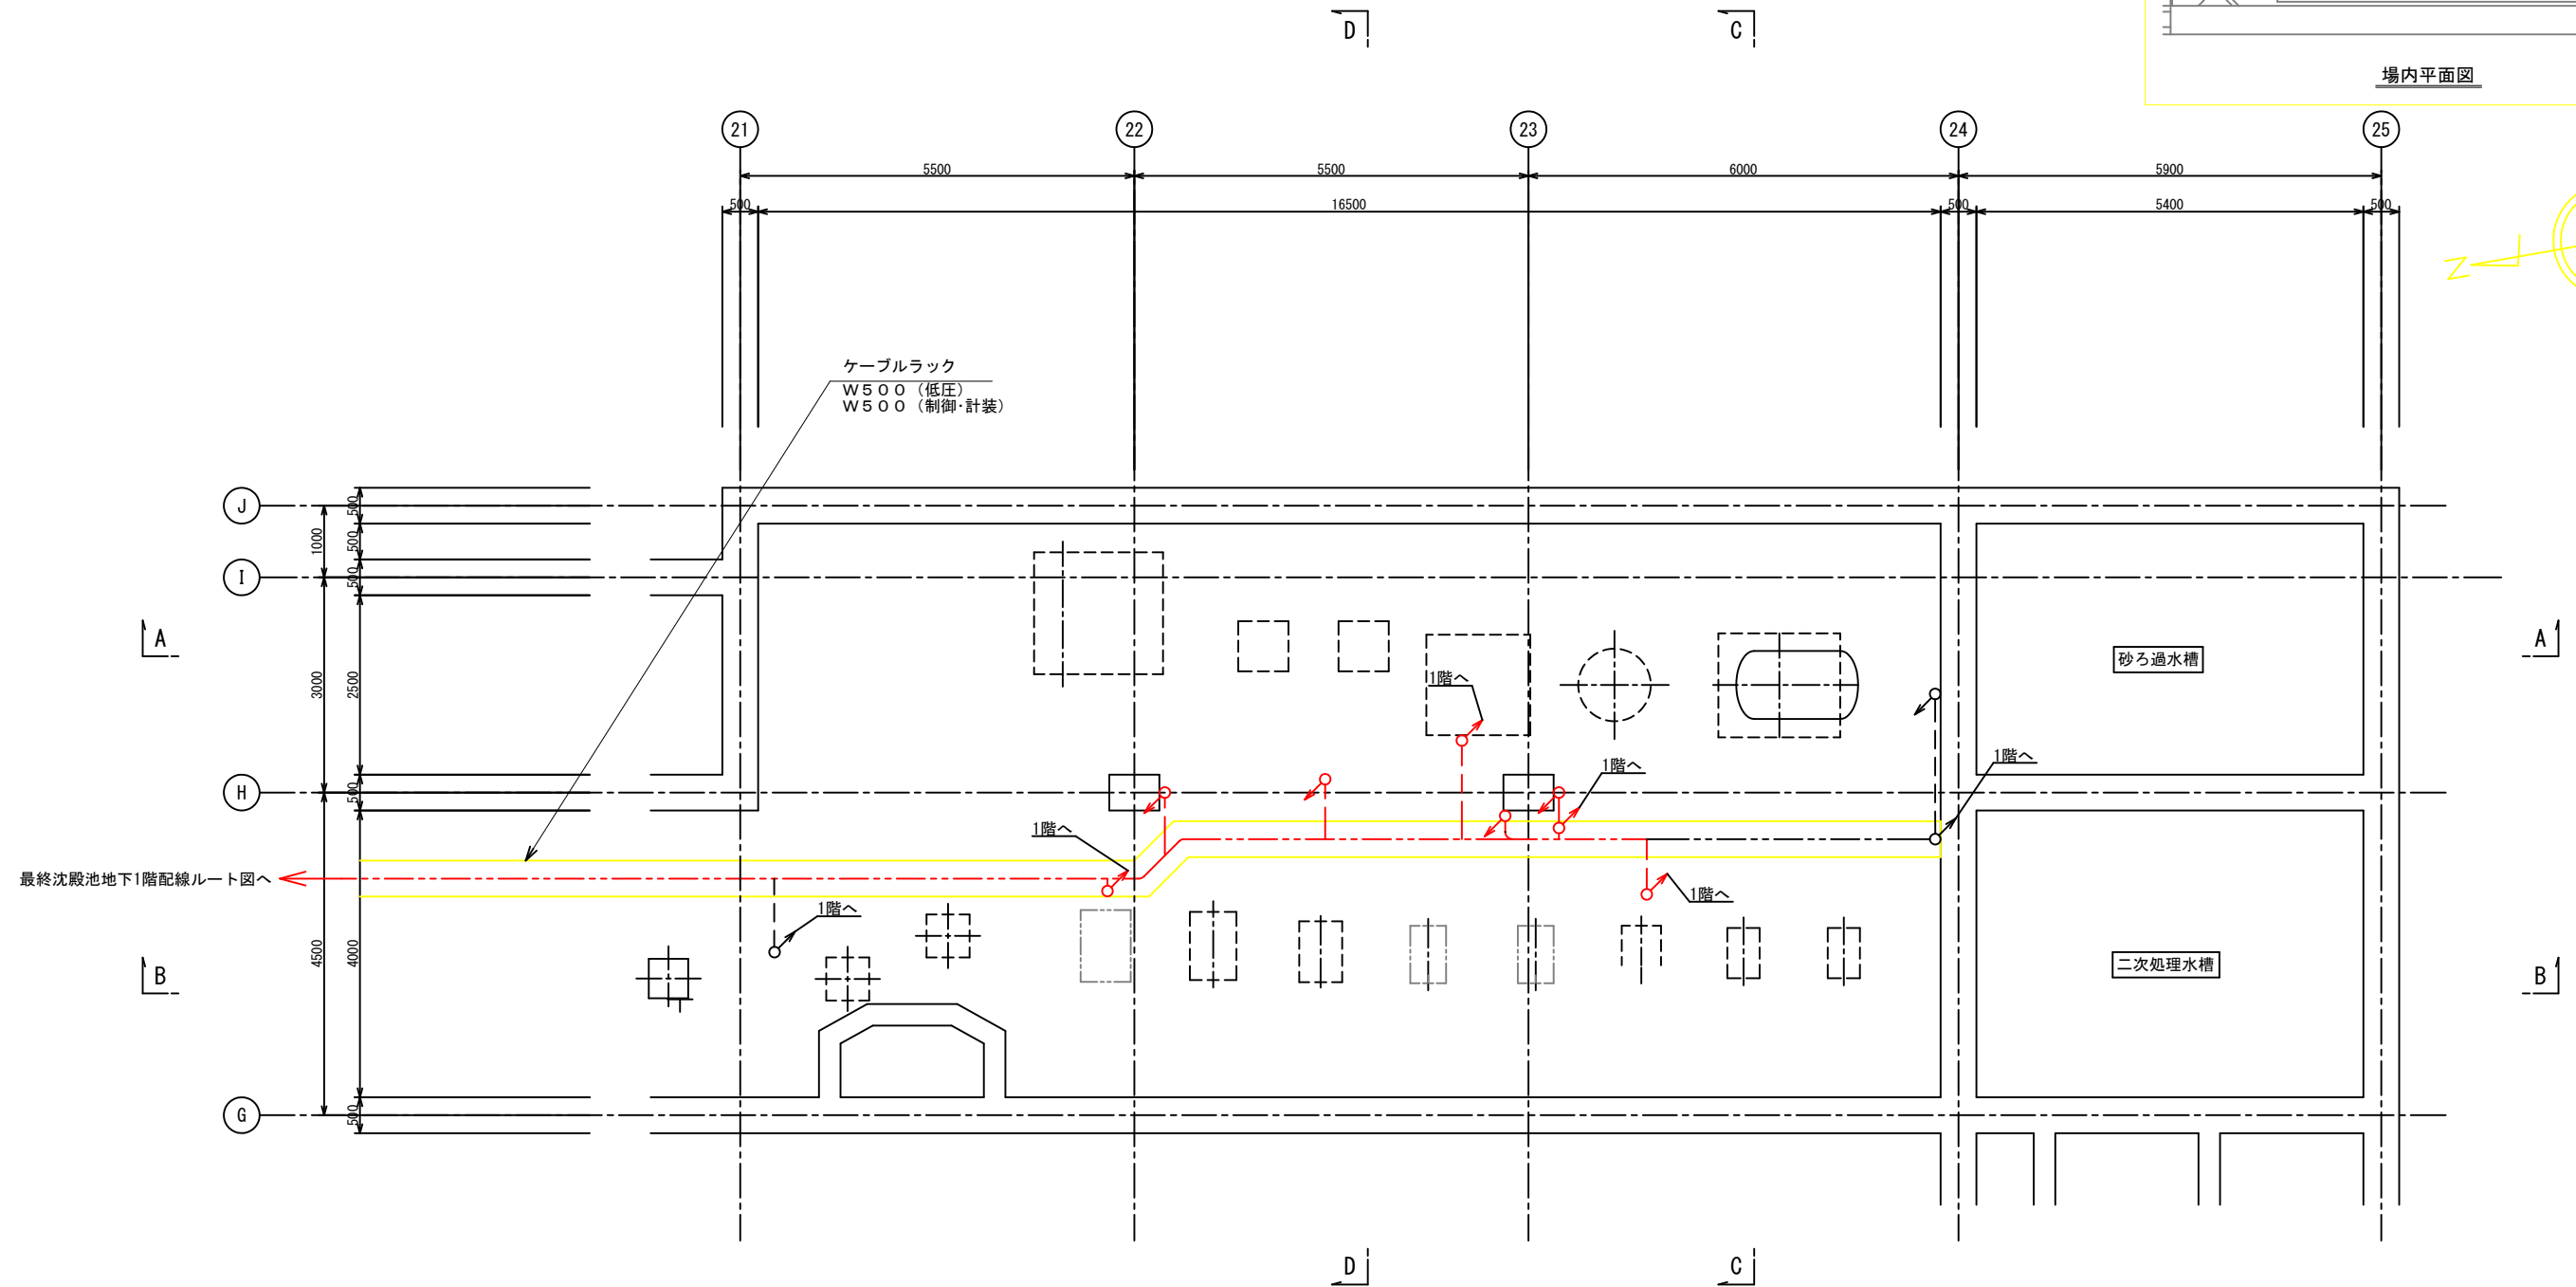 D
C
場内平面図
21
22
23
24
25
5500
5500
6000
5900
500
16500
500
5400
500
N
ケーブルラック
W500（低圧）
W500（制御・計装）
J
500
1000
500
I
500
A
A
3000
2500
砂ろ過水槽
1階へ
1階へ
1階へ
H
500
1階へ
最終沈殿池地下1階配線ルート図へ
1階へ
1階へ
4500
4000
B
B
二次処理水槽
G
500
D
C